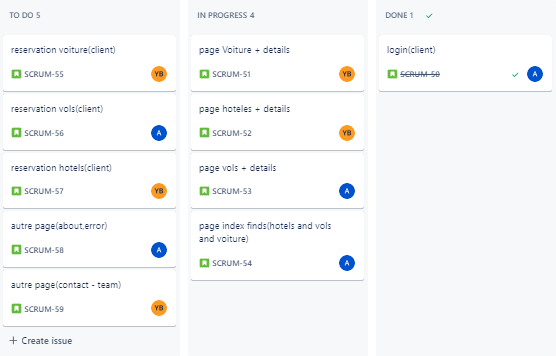 TO DO 5
reservation voiture(client)
SCRUM-55
YB
reservation vols(client)
SCRUM-56
A
reservation hotels(client)
SCRUM-57
YB
autre page(about,error)
SCRUM-58
A
autre page(contact - team)
SCRUM-59
YB
+ Create issue
IN PROGRESS 4
page Voiture + details
SCRUM-51
YB
page hoteles + details
SCRUM-52
YB
page vols + details
SCRUM-53
A
page index finds(hotels and vols
and voiture)
SCRUM-54
A
DONE 1
login(client)
SCRUM-50
A